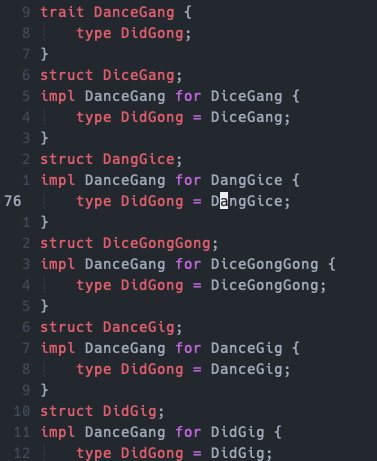 9 trait DanceGang {
8     type DidGong;
7 }
6 struct DiceGang;
5 impl DanceGang for DiceGang {
4     type DidGong = DiceGang;
3 }
2 struct DangGice;
1 impl DanceGang for DangGice {
76     type DidGong = DangGice;
1 }
2 struct DiceGongGong;
3 impl DanceGang for DiceGongGong {
4     type DidGong = DiceGongGong;
5 }
6 struct DanceGig;
7 impl DanceGang for DanceGig {
8     type DidGong = DanceGig;
9 }
10 struct DidGig;
11 impl DanceGang for DidGig {
12     type DidGong = DidGig;